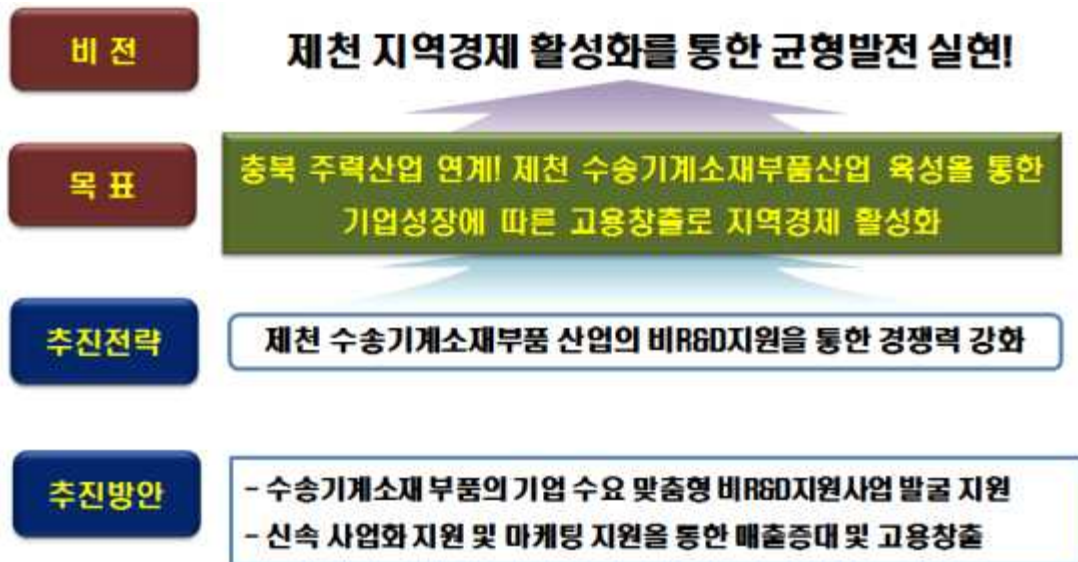 비 전
제천 지역경제 활성화를 통한 균형발전 실현!
목 표
충북 주력산업 연계! 제천 수송기계소재부품산업 육성을 통한
기업성장에 따른 고용창출로 지역경제 활성화
추진전략
제천 수송기계소재부품 산업의 비R&D지원을 통한 경쟁력 강화
추진방안
- 수송기계소재 부품의 기업 수요 맞춤형 비R&D지원사업 발굴 지원
- 신속 사업화 지원 및 마케팅 지원을 통한 매출증대 및 고용창출